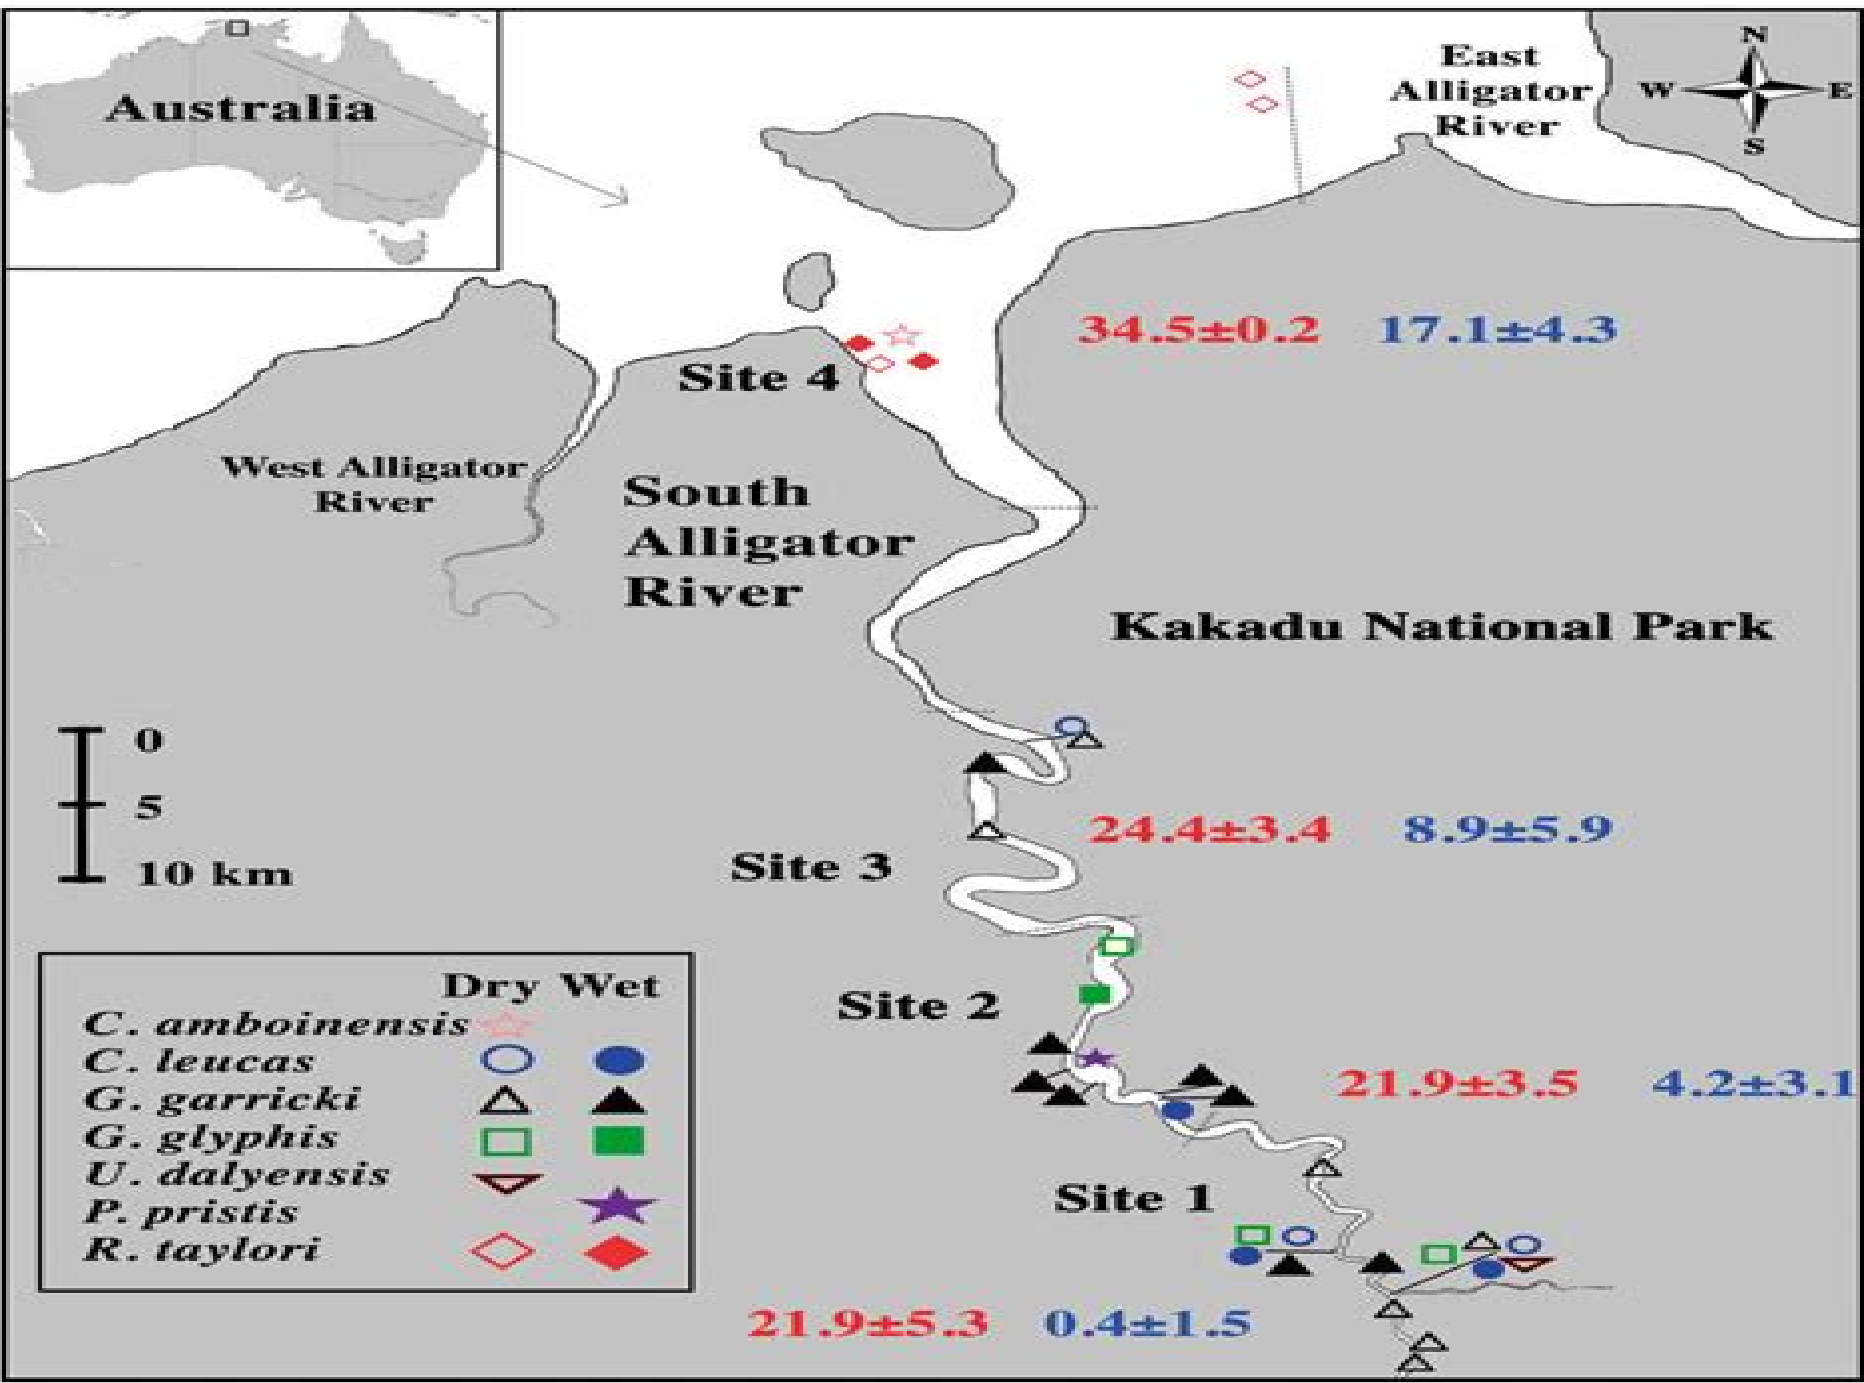 Australia
East
Alligator
River
N
W E
S
34.5±0.2 17.1±4.3
Site 4
West Alligator
River
South
Alligator
River
Kakadu National Park
0
5
10 km
24.4±3.4 8.9±5.9
Site 3
Site 2
21.9±3.5 4.2±3.1
Site 1
21.9±5.3 0.4±1.5
Dry Wet
C. amboinensis
C. leucas
G. garricki
G. glyphis
U. dalyensis
P. pristis
R. taylori